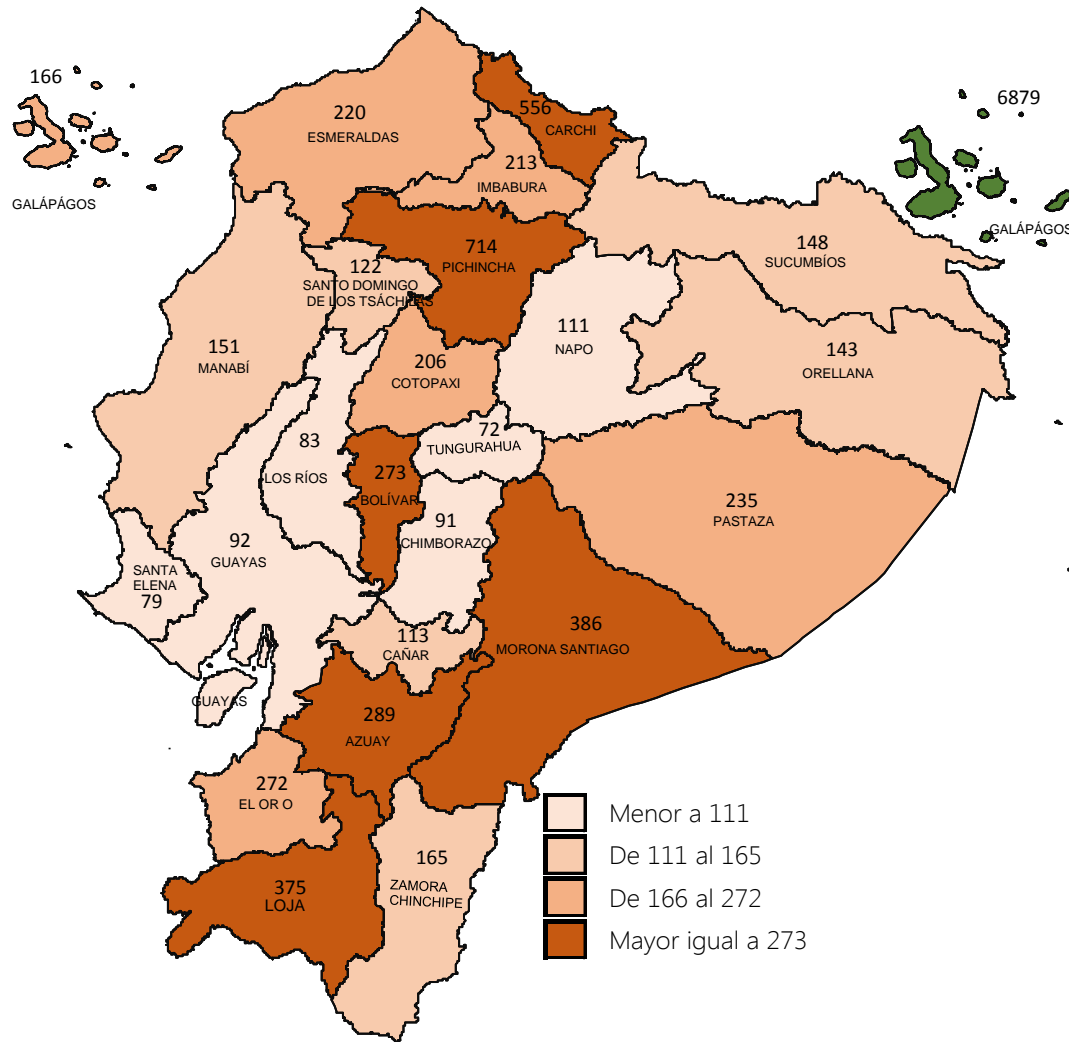 166
GALÁPÁGOS
6879
GALÁPÁGOS
220
ESMERALDAS
556
CARCHI
213
IMBABURA
714
PICHINCHA
148
SUCUMBÍOS
122
SANTO DOMINGO
DE LOS TSÁCHILAS
111
NAPO
151
MANABÍ
206
COTOPAXI
143
ORELLANA
83
LOS RÍOS
72
TUNGURAHUA
273
BOLÍVAR
235
PASTAZA
91
CHIMBORAZO
92
GUAYAS
SANTA
ELENA
79
386
MORONA SANTIAGO
113
CAÑAR
GUAYAS
289
AZUAY
272
EL OR O
165
ZAMORA
CHINCHIPE
375
LOJA
Menor a 111
De 111 al 165
De 166 al 272
Mayor igual a 273